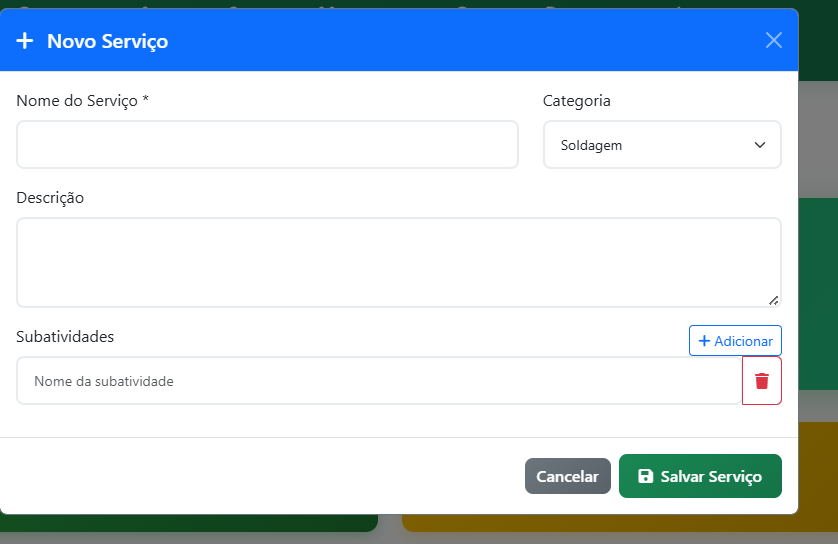 Novo Serviço
Nome do Serviço * Categoria
Soldagem
Descrição
Subatividades
Adicionar
Nome da subatividade
Cancelar Salvar Serviço